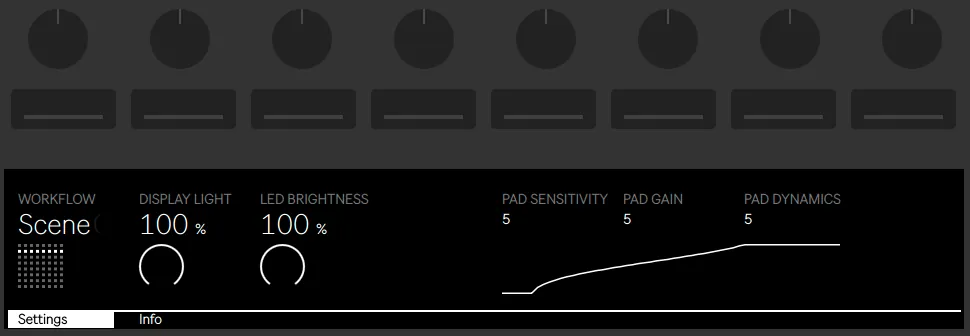 WORKFLOW DISPLAY LIGHT LED BRIGHTNESS PAD SENSITIVITY PAD GAIN PAD DYNAMICS
Scene 100 % 100 % 5 5 5
Settings Info